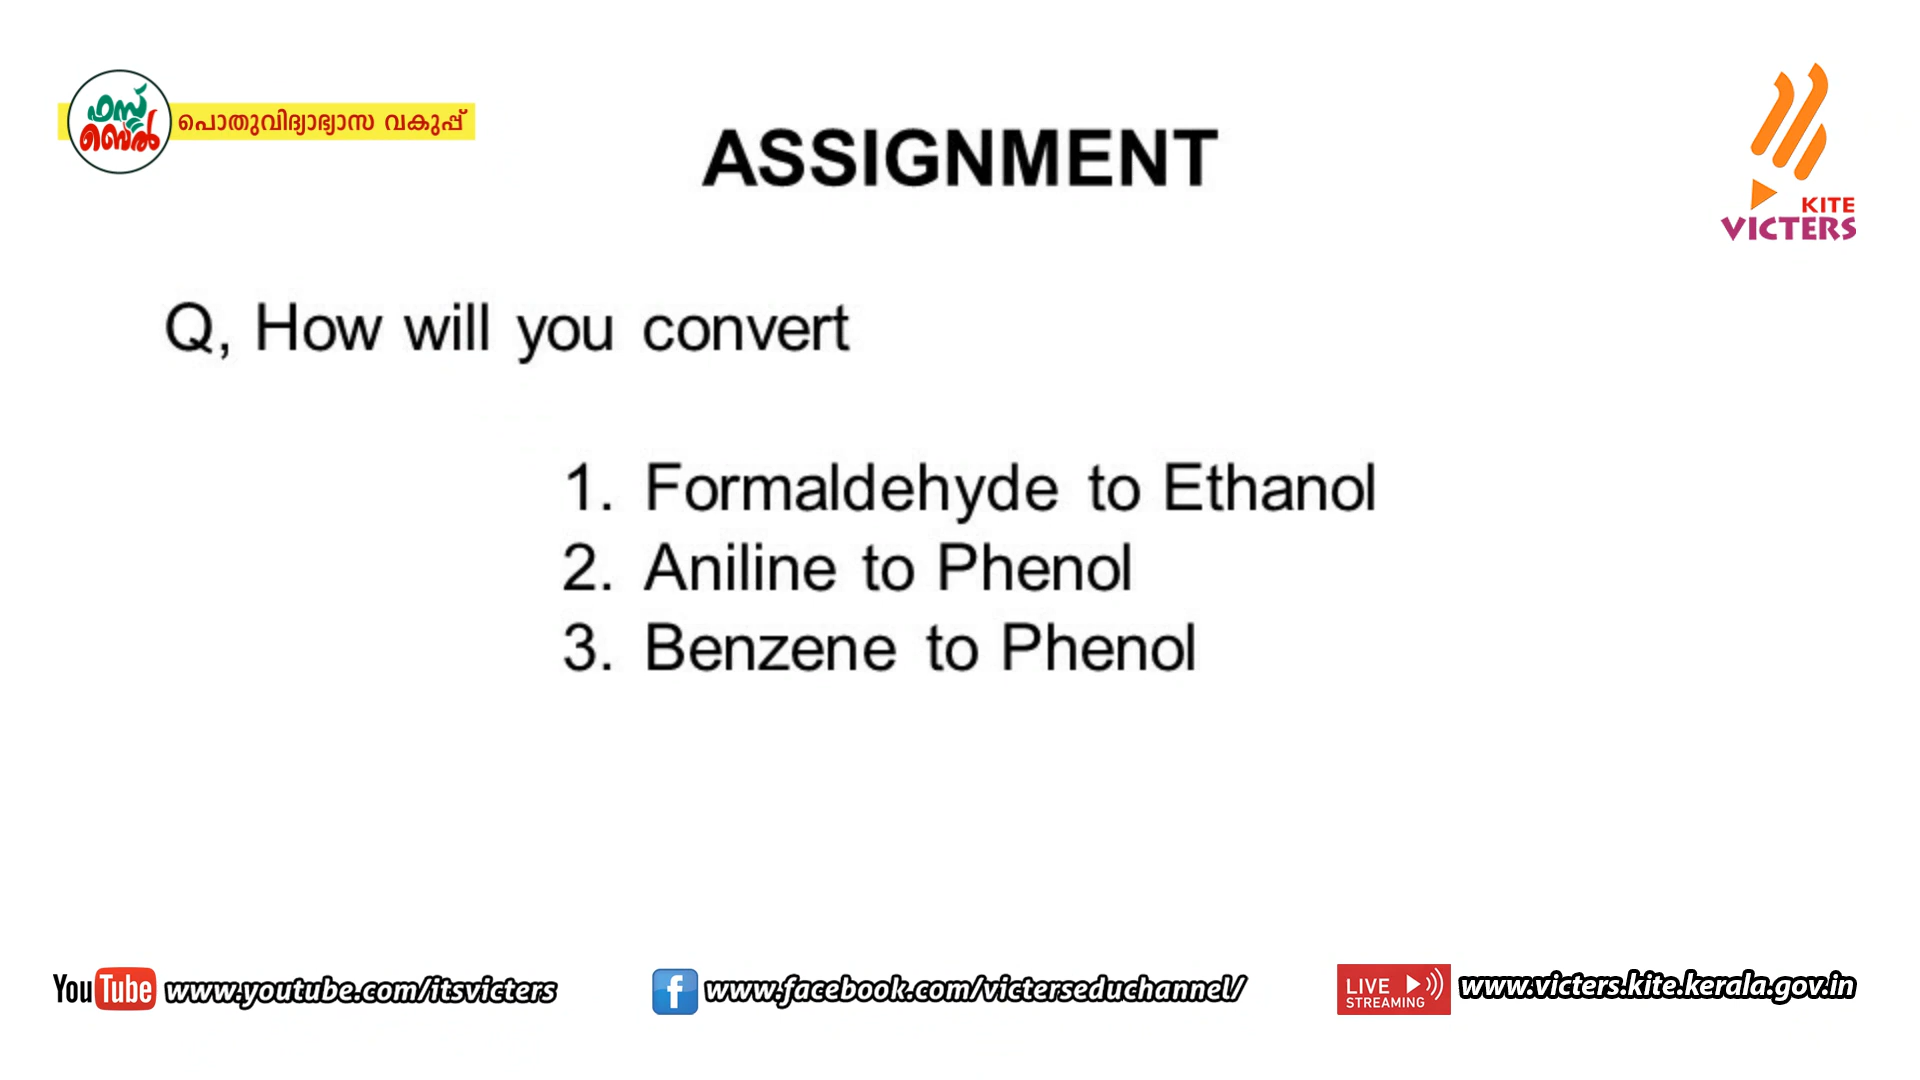 ഫസ്റ്റ്
ബെൽ
പൊതുവിദ്യാഭ്യാസ വകുപ്പ്
ASSIGNMENT
KITE
VICTERS
Q, How will you convert
1. Formaldehyde to Ethanol
2. Aniline to Phenol
3. Benzene to Phenol
YouTube www.youtube.com/itsvicters
f www.facebook.com/victerseduchannel/
LIVE
STREAMING
www.victers.kite.kerala.gov.in